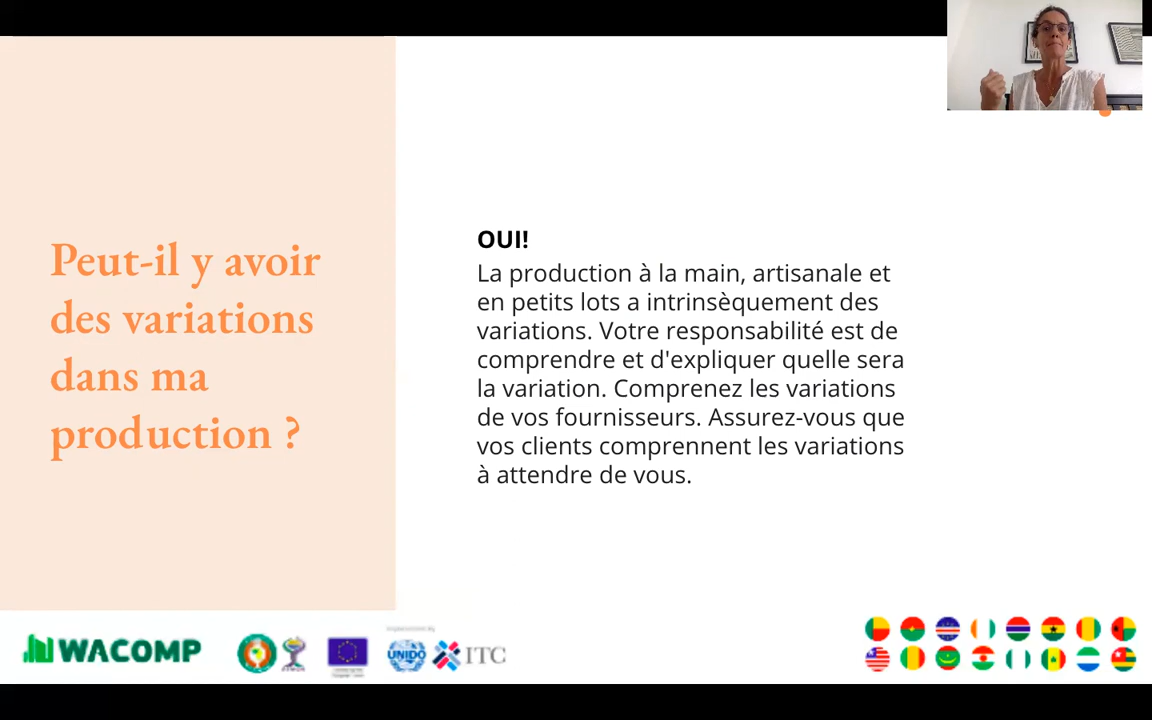 Peut-il y avoir
des variations
dans ma
production ?
OUI!
La production à la main, artisanale et
en petits lots a intrinsèquement des
variations. Votre responsabilité est de
comprendre et d'expliquer quelle sera
la variation. Comprenez les variations
de vos fournisseurs. Assurez-vous que
vos clients comprennent les variations
à attendre de vous.
WACOMP
UNIDO
ITC